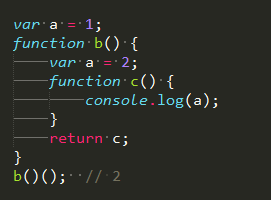 var a = 1;
function b() {
    var a = 2;
    function c() {
        console.log(a);
    }
    return c;
}
b()();  // 2